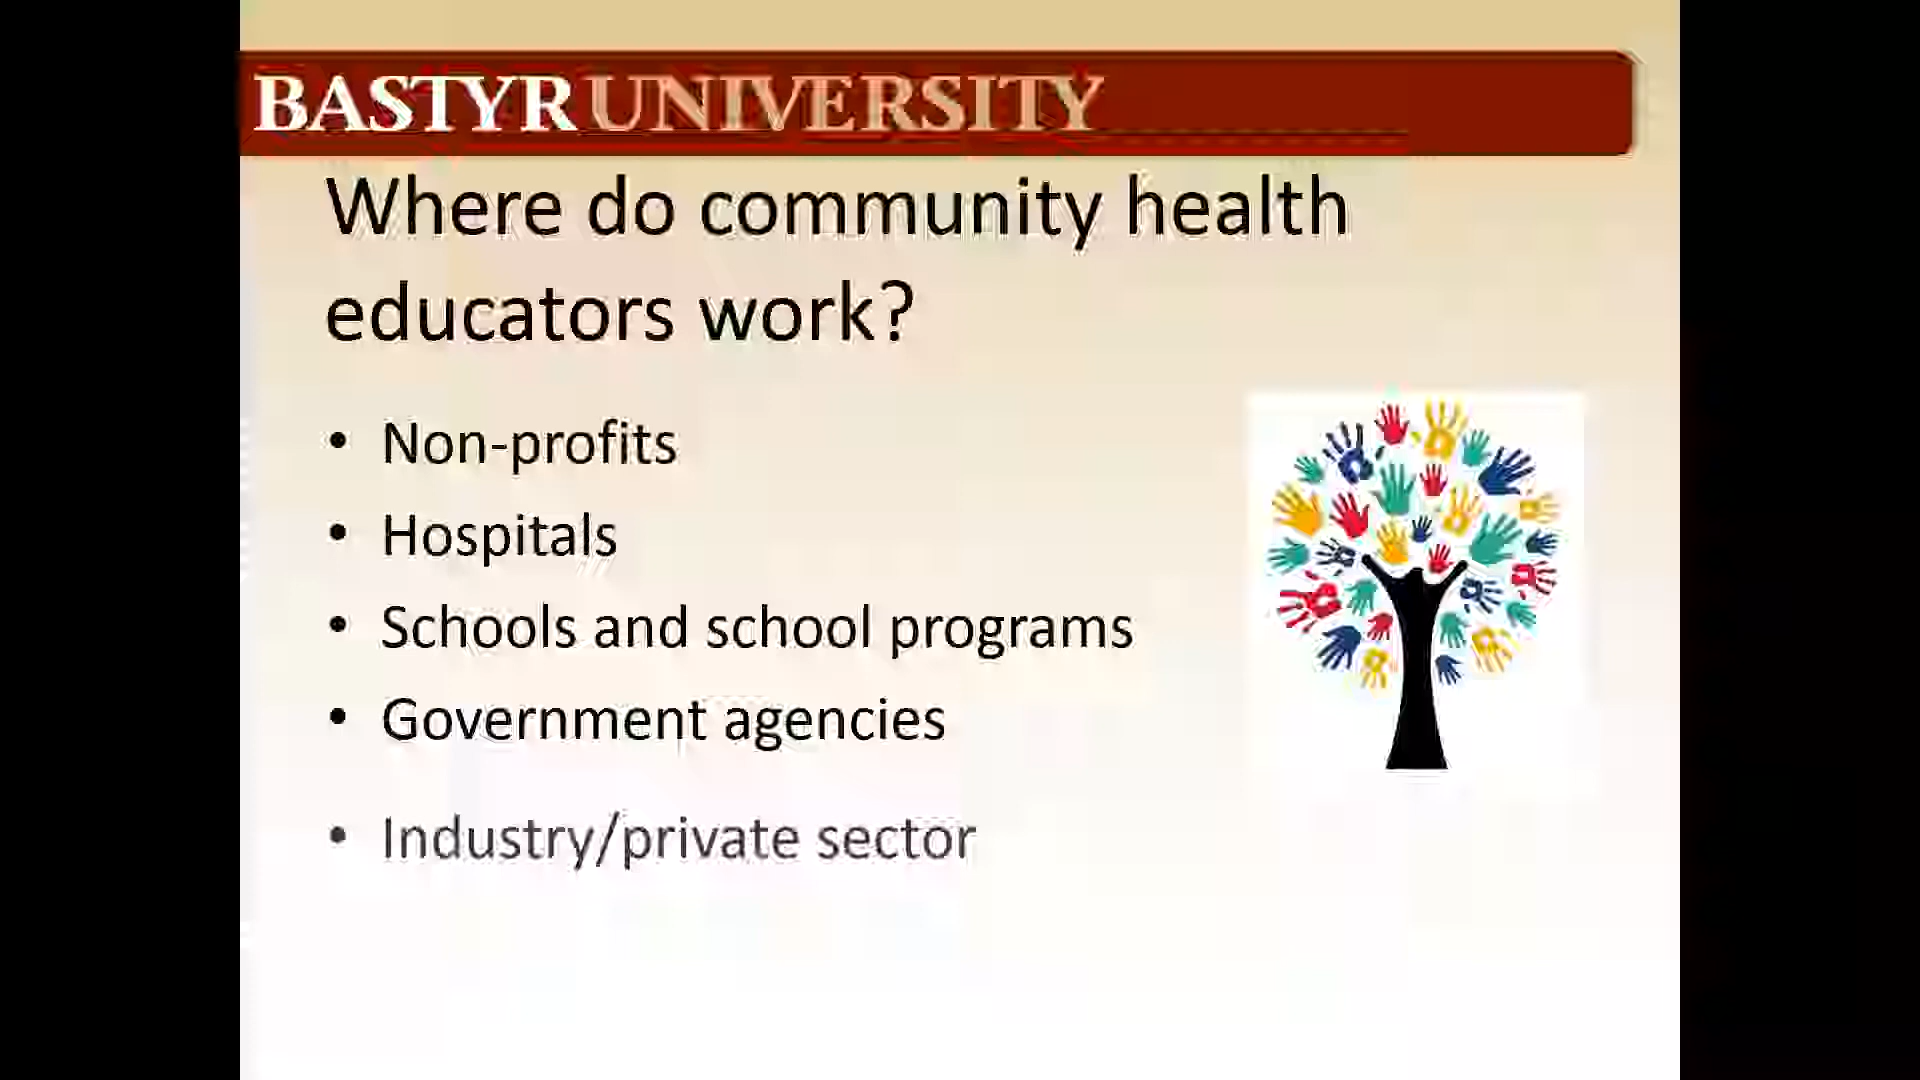 BASTYR UNIVERSITY
Where do community health
educators work?
• Non-profits
• Hospitals
• Schools and school programs
• Government agencies
• Industry/private sector